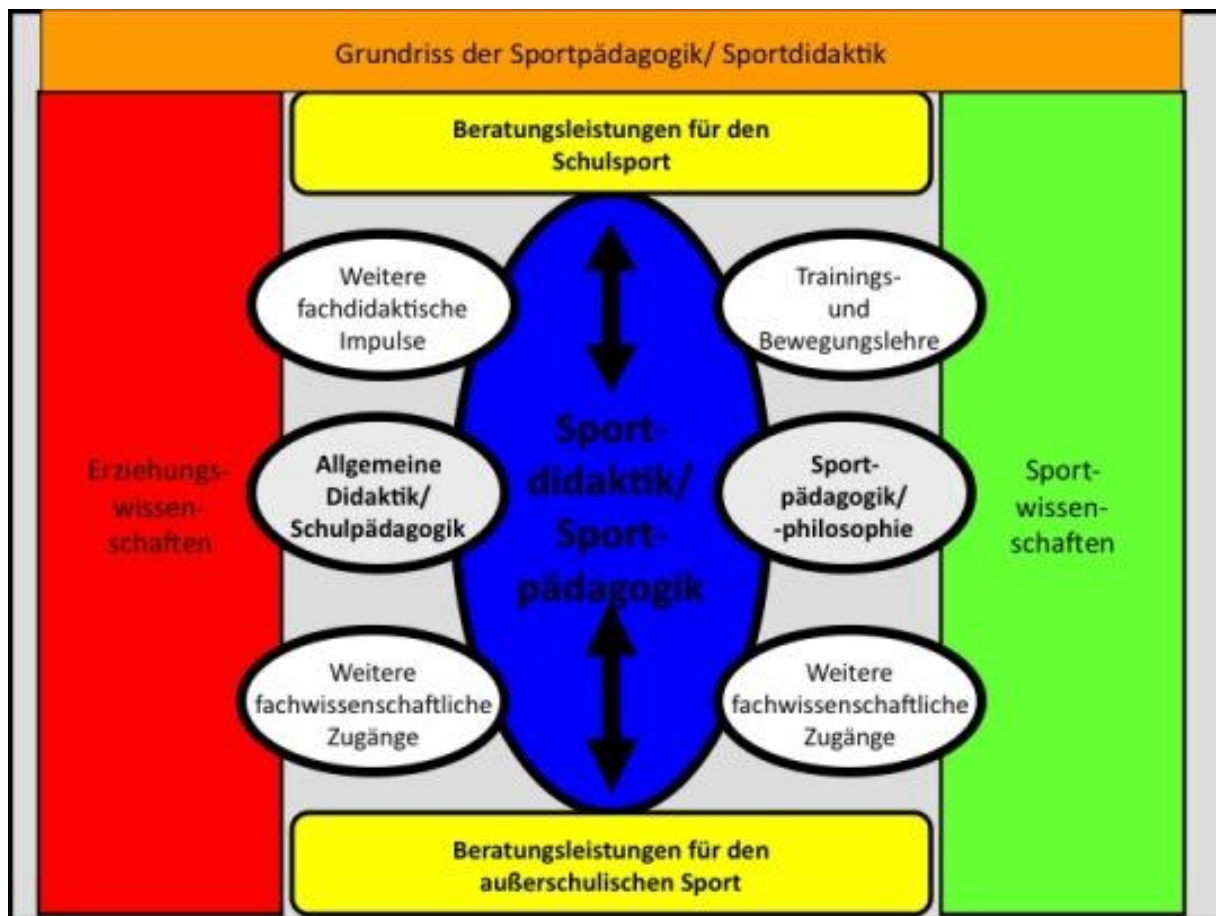 Grundriss der Sportpädagogik/ Sportdidaktik
Beratungsleistungen für den
Schulsport
Weitere
fachdidaktische
Impulse
Trainings-
und
Bewegungslehre
Erziehungs-
wissen-
schaften
Allgemeine
Didaktik/
Schulpädagogik
Sport-
didaktik/
Sport-
pädagogik
Sport-
pädagogik/
-philosophie
Sport-
wissen-
schaften
Weitere
fachwissenschaftliche
Zugänge
Weitere
fachwissenschaftliche
Zugänge
Beratungsleistungen für den
außerschulischen Sport